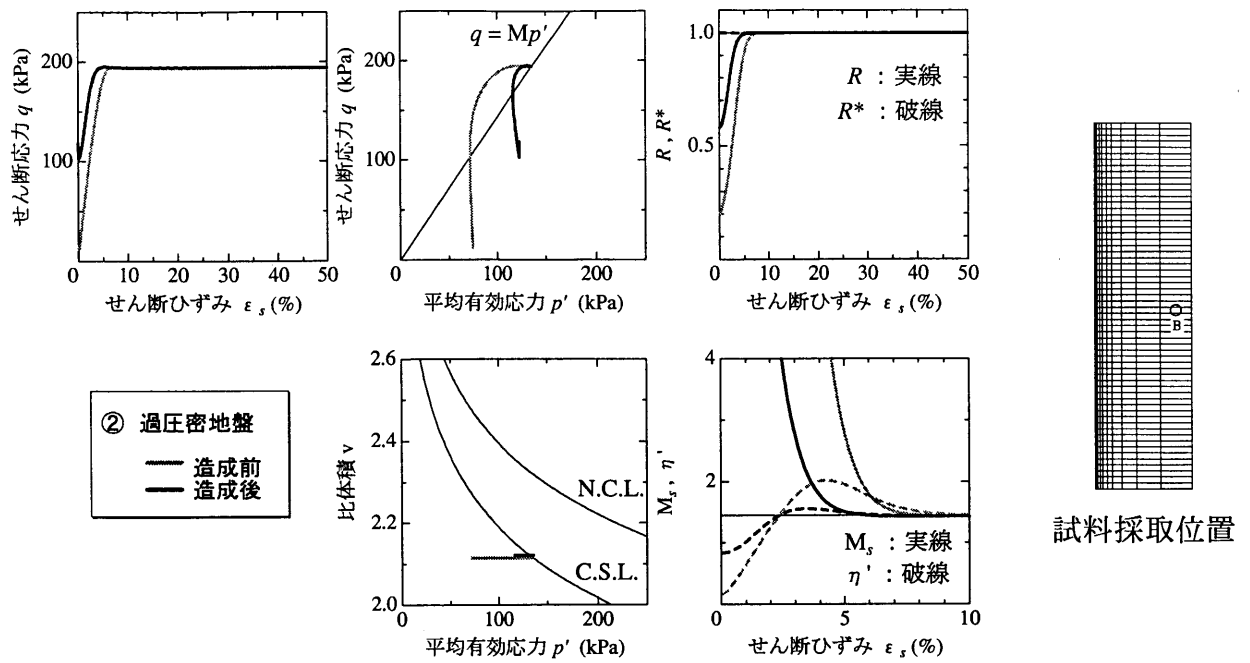 200
100
0
0 10 20 30 40 50
せん断応力 q (kPa)
せん断ひずみ ε s (%)
q = Mp′
200
100
0
0 100 200
せん断応力 q (kPa)
平均有効応力 p′ (kPa)
1.0
0.5
0 10 20 30 40 50
R , R*
R : 実線
R* : 破線
せん断ひずみ ε s (%)
B
試料採取位置
② 過圧密地盤
造成前
造成後
2.6
2.4
2.2
2.0
0 100 200
比体積 v
N.C.L.
C.S.L.
平均有効応力 p′ (kPa)
4
2
0 5 10
M s , η'
M s : 実線
η' : 破線
せん断ひずみ ε s (%)